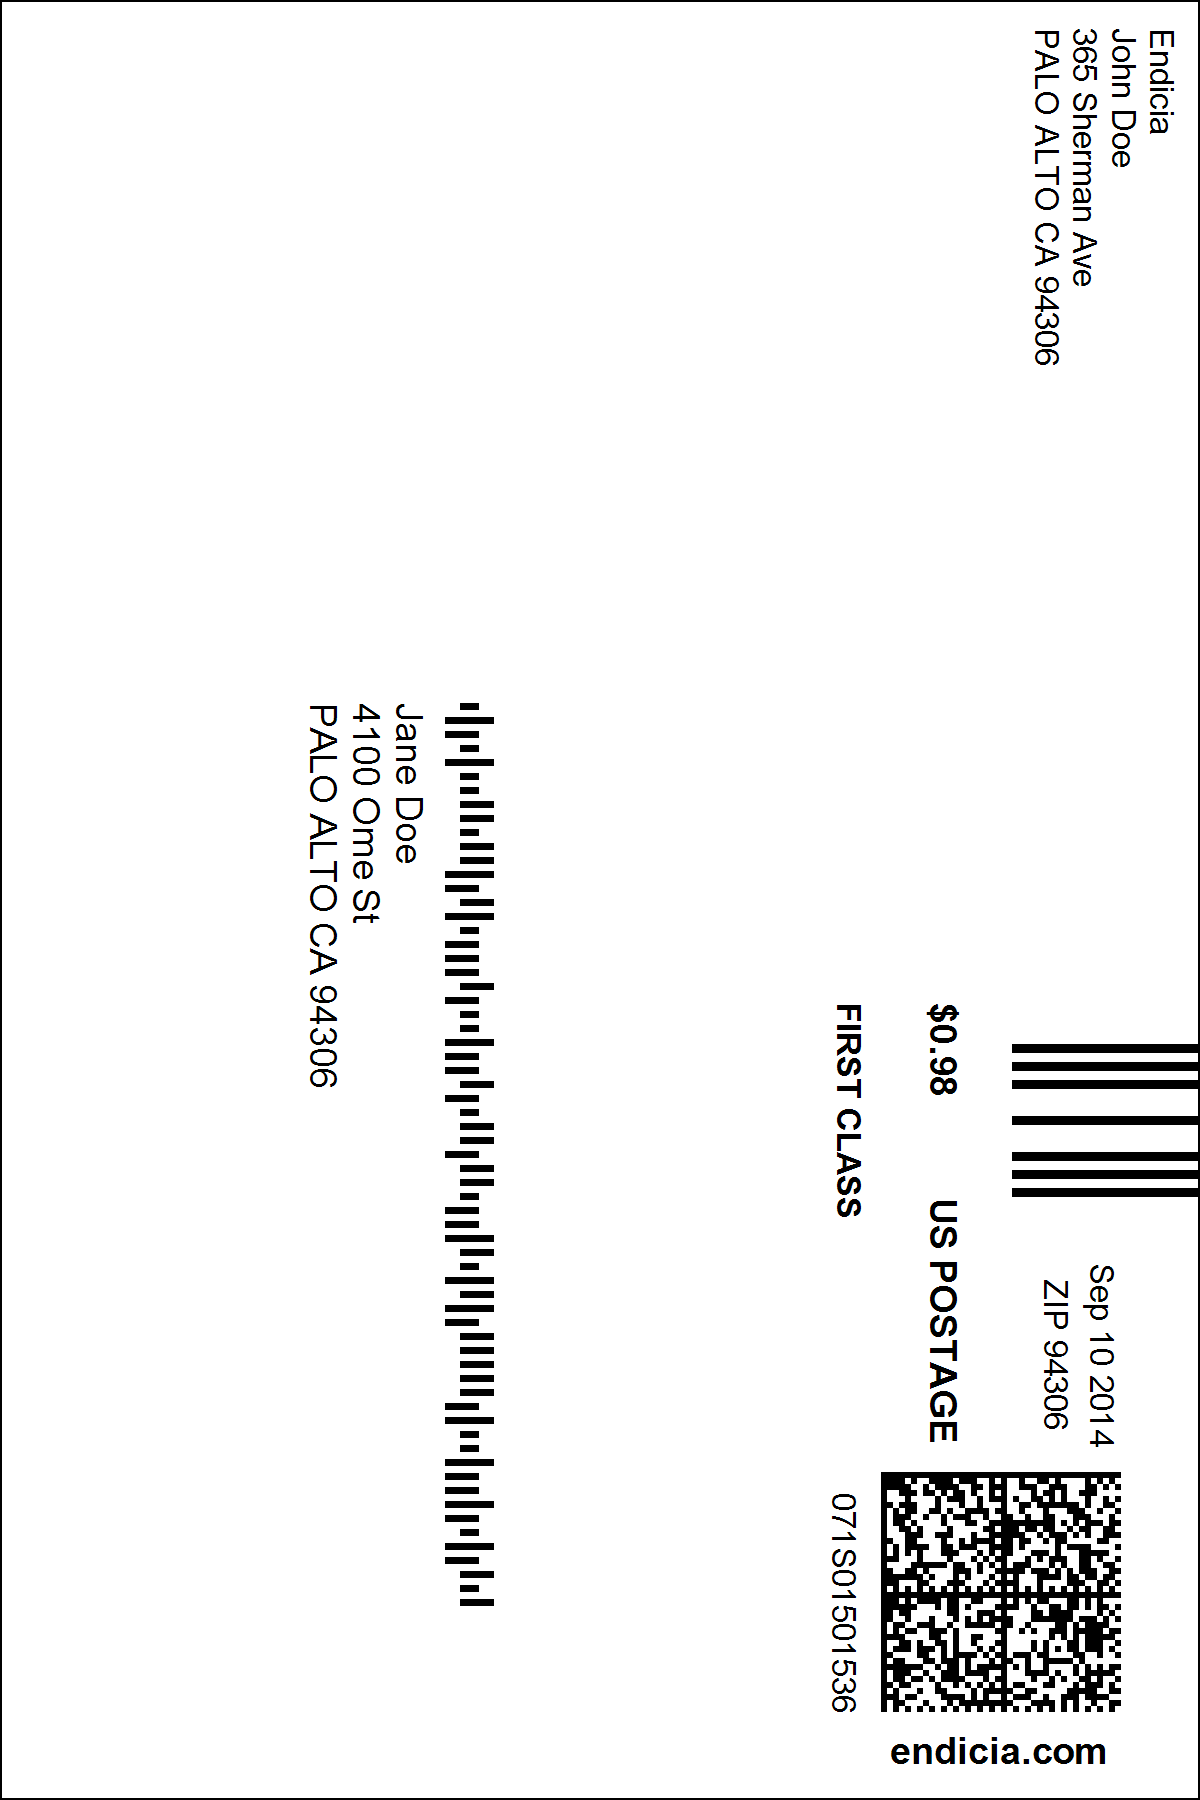 Endicia
John Doe
365 Sherman Ave
PALO ALTO CA 94306
Sep 10 2014
ZIP 94306
$0.98 US POSTAGE
FIRST CLASS
071S01501536
endicia.com
Jane Doe
4100 Ome St
PALO ALTO CA 94306